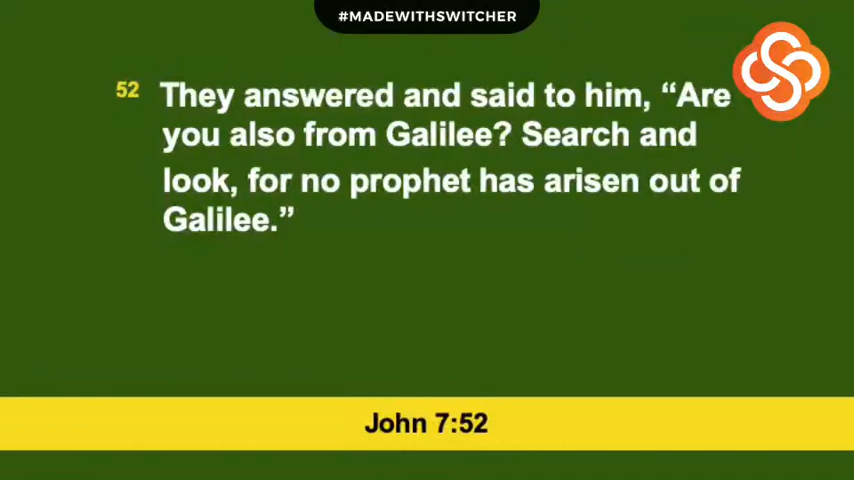 #MADEWITHSWITCHER
52 They answered and said to him, “Are
you also from Galilee? Search and
look, for no prophet has arisen out of
Galilee.”
John 7:52